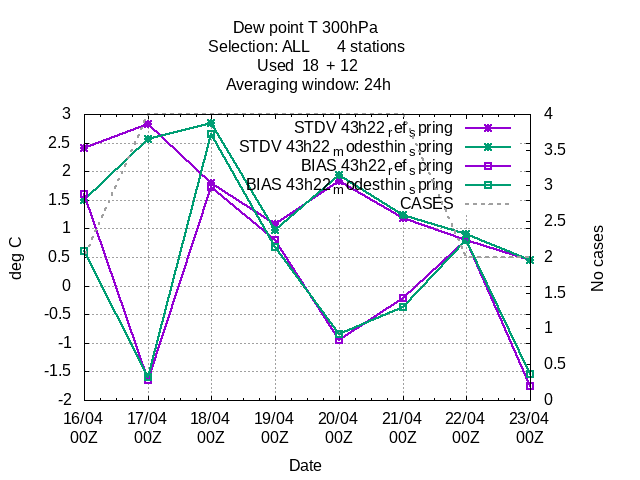 Dew point T 300hPa
Selection: ALL 4 stations
Used 18 + 12
Averaging window: 24h
STDV 43h22_ref_spring
STDV 43h22_modesthin_spring
BIAS 43h22_ref_spring
BIAS 43h22_modesthin_spring
CASES
3
2.5
2
1.5
1
0.5
0
-0.5
-1
-1.5
-2
4
3.5
3
2.5
2
1.5
1
0.5
0
deg C
No cases
16/04 17/04 18/04 19/04 20/04 21/04 22/04 23/04
00Z 00Z 00Z 00Z 00Z 00Z 00Z 00Z
Date